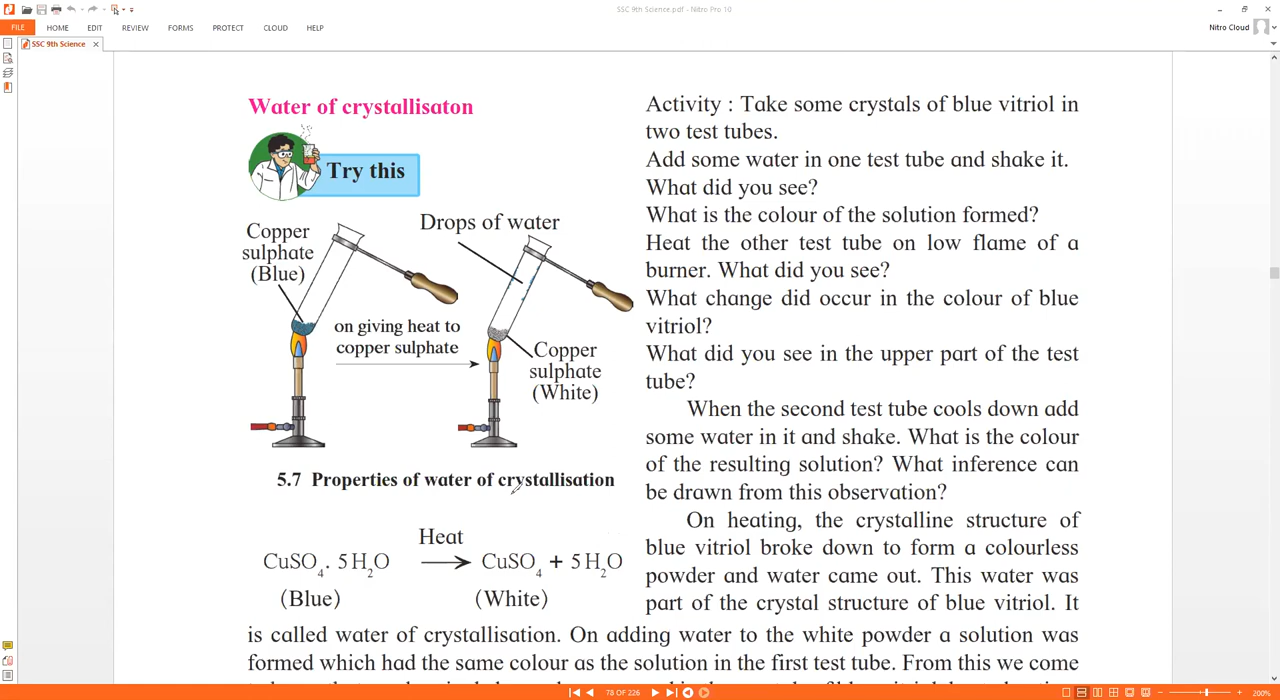 SSC 9th Science.pdf - Nitro Pro 10
FILE HOME EDIT REVIEW FORMS PROTECT CLOUD HELP
Nitro Cloud
SSC 9th Science
Water of crystallisaton
Try this
Copper
sulphate
(Blue)
Drops of water
on giving heat to
copper sulphate
Copper
sulphate
(White)
5.7 Properties of water of crystallisation
Heat
CuSO4. 5H2O → CuSO4 + 5H2O
(Blue) (White)
Activity : Take some crystals of blue vitriol in
two test tubes.
Add some water in one test tube and shake it.
What did you see?
What is the colour of the solution formed?
Heat the other test tube on low flame of a
burner. What did you see?
What change did occur in the colour of blue
vitriol?
What did you see in the upper part of the test
tube?
When the second test tube cools down add
some water in it and shake. What is the colour
of the resulting solution? What inference can
be drawn from this observation?
On heating, the crystalline structure of
blue vitriol broke down to form a colourless
powder and water came out. This water was
part of the crystal structure of blue vitriol. It
is called water of crystallisation. On adding water to the white powder a solution was
formed which had the same colour as the solution in the first test tube. From this we come
78 OF 226
200%